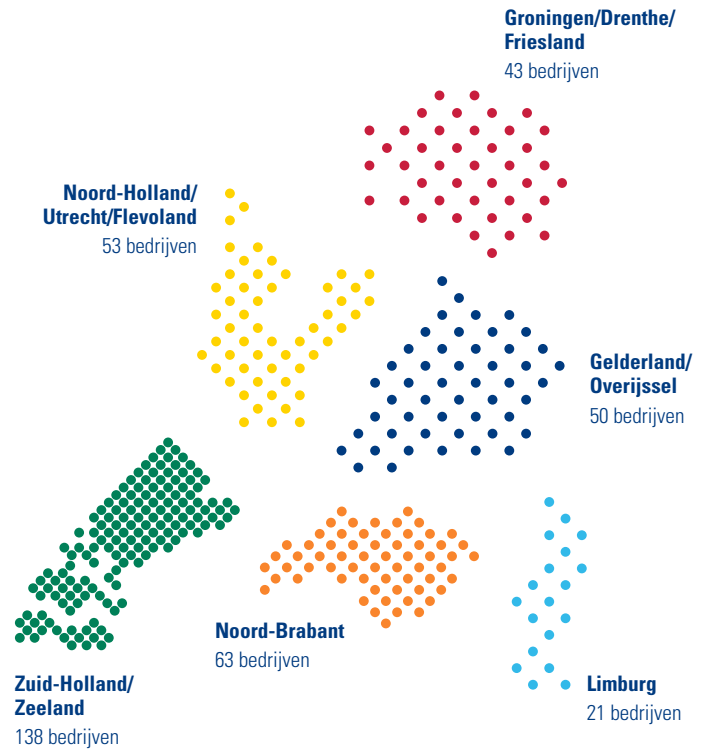 Groningen/Drenthe/
Friesland
43 bedrijven
Noord-Holland/
Utrecht/Flevoland
53 bedrijven
Gelderland/
Overijssel
50 bedrijven
Noord-Brabant
63 bedrijven
Zuid-Holland/
Zeeland
138 bedrijven
Limburg
21 bedrijven